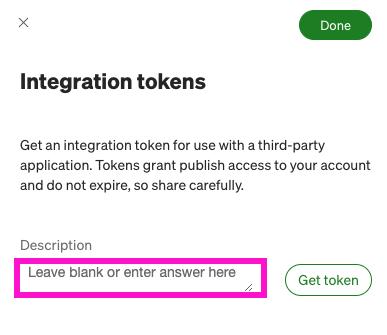 Done
Integration tokens
Get an integration token for use with a third-party
application. Tokens grant publish access to your account
and do not expire, so share carefully.
Description
Leave blank or enter answer here
Get token